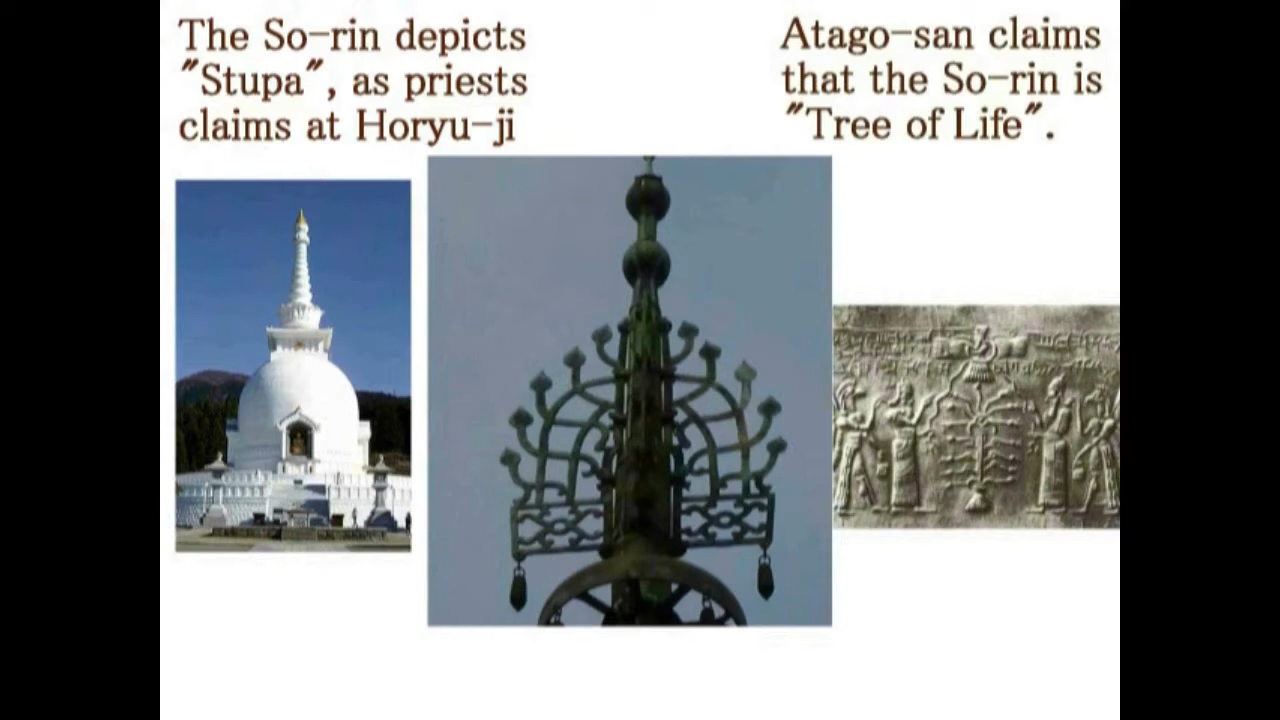 The So-rin depicts
"Stupa", as priests
claims at Horyu-ji
Atago-san claims
that the So-rin is
"Tree of Life".